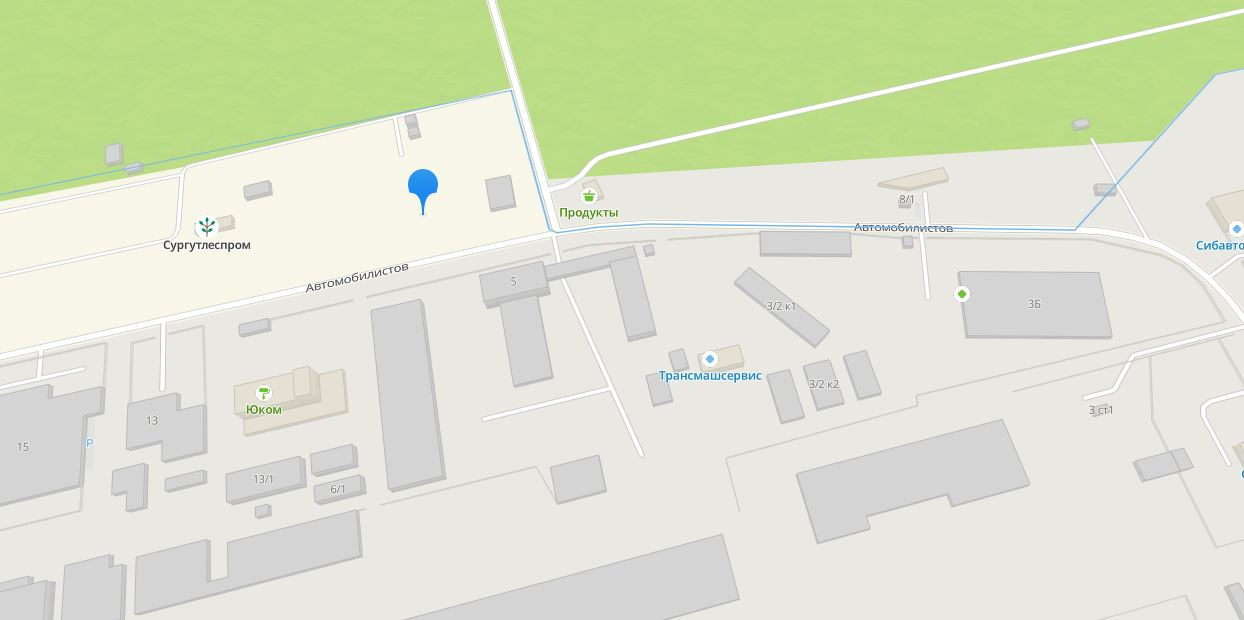 8/1
Продукты
Автомобилистов
Сургутлеспром
Сибавто
Автомобилистов
5
3Б
3/2 к1
Трансмашсервис
3/2 к2
Юком
3 ст1
13
15
P
13/1
6/1